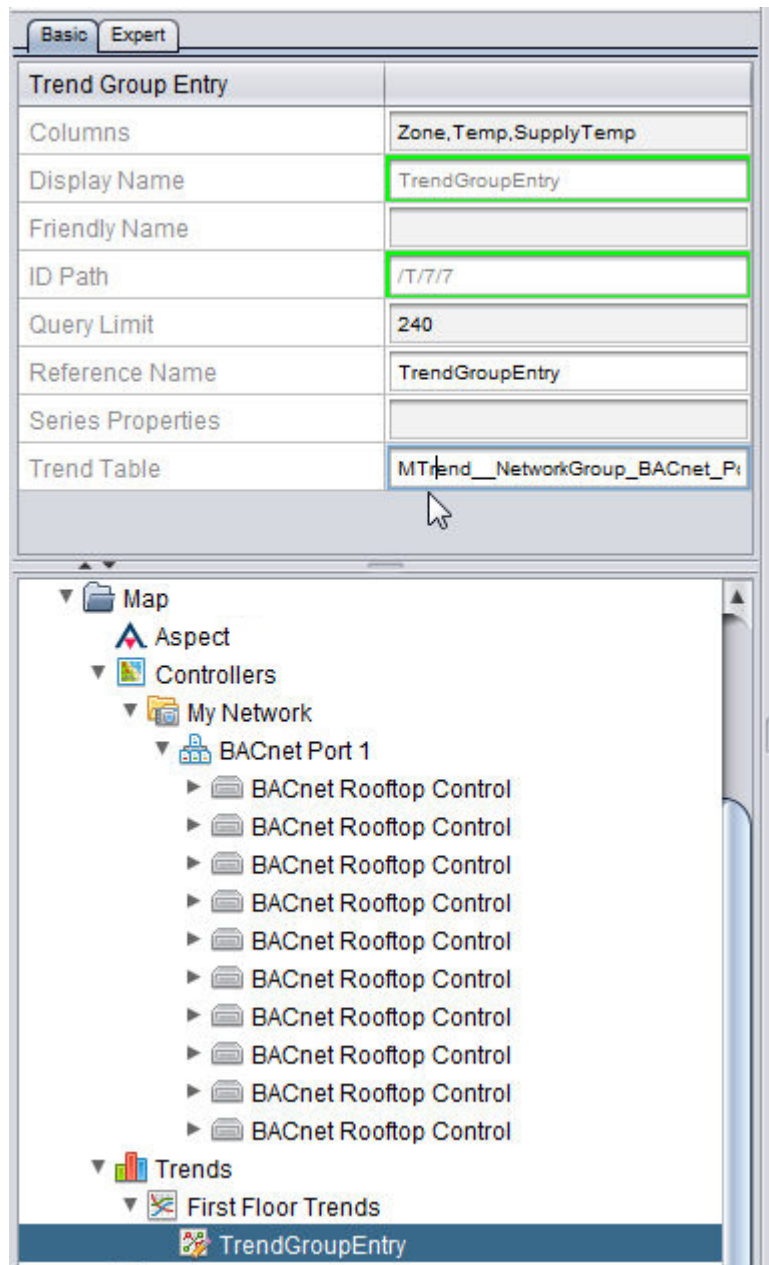 Basic Expert
Trend Group Entry
Columns Zone,Temp,SupplyTemp
Display Name TrendGroupEntry
Friendly Name
ID Path /T/7/7
Query Limit 240
Reference Name TrendGroupEntry
Series Properties
Trend Table MTrend__NetworkGroup_BACnet_P
Map
Aspect
Controllers
My Network
BACnet Port 1
BACnet Rooftop Control
BACnet Rooftop Control
BACnet Rooftop Control
BACnet Rooftop Control
BACnet Rooftop Control
BACnet Rooftop Control
BACnet Rooftop Control
BACnet Rooftop Control
BACnet Rooftop Control
BACnet Rooftop Control
Trends
First Floor Trends
TrendGroupEntry